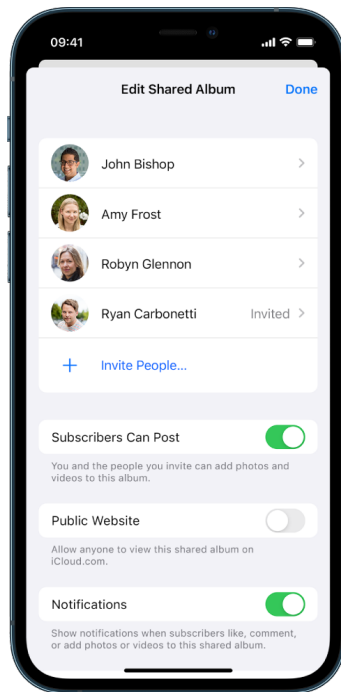 09:41
Edit Shared Album
Done
John Bishop
Amy Frost
Robyn Glennon
Ryan Carbonetti
Invited
Invite People...
Subscribers Can Post
You and the people you invite can add photos and
videos to this album.
Public Website
Allow anyone to view this shared album on
iCloud.com.
Notifications
Show notifications when subscribers like, comment,
or add photos or videos to this shared album.